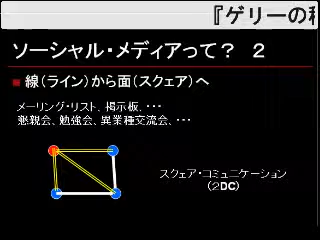 『ゲリーの
ソーシャル・メディアって？ 2
線（ライン）から面（スクェア）へ
メーリング・リスト、掲示板、・・・
懇親会、勉強会、異業種交流会、・・・
スクェア・コミュニケーション
（2DC）